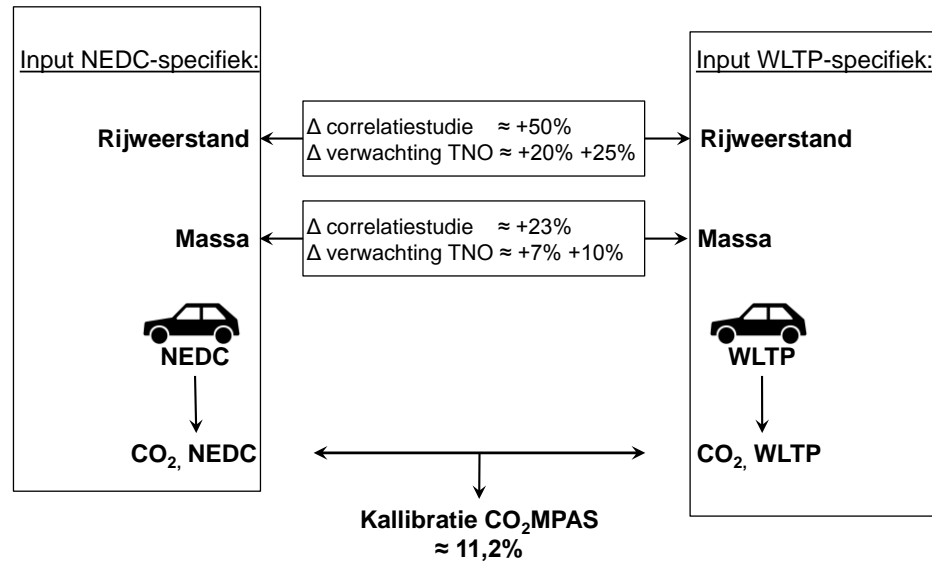 Input NEDC-specifiek:
Input WLTP-specifiek:
Δ correlatiestudie ≈ +50%
Δ verwachting TNO ≈ +20% +25%
Rijweerstand
Rijweerstand
Δ correlatiestudie ≈ +23%
Δ verwachting TNO ≈ +7% +10%
Massa
Massa
NEDC
WLTP
CO₂, NEDC
CO₂, WLTP
Kallibratie CO₂MPAS
≈ 11,2%